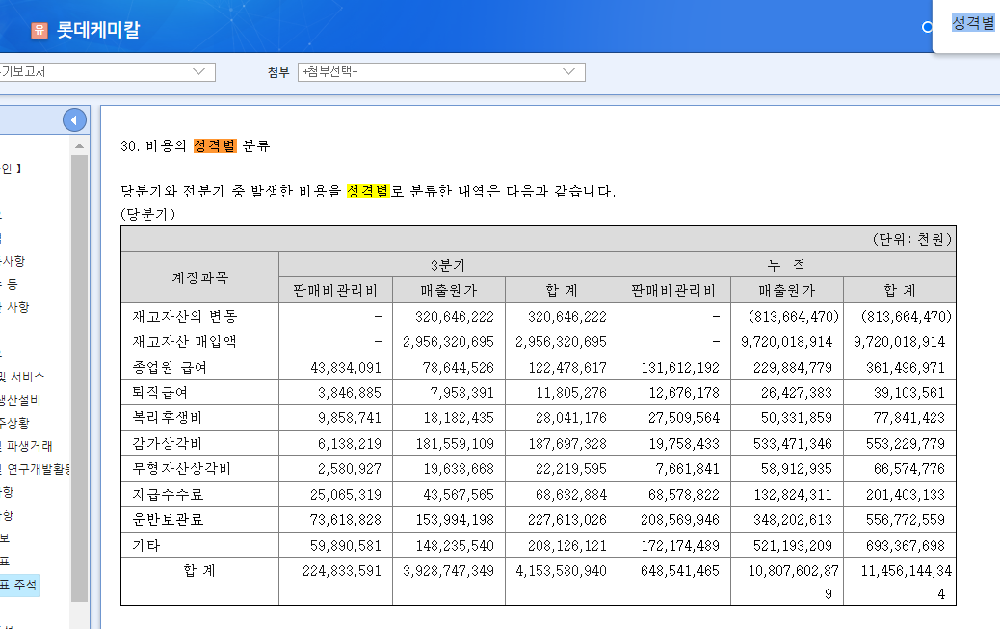 유 롯데케미칼
성격별
기보고서
첨부 +첨부선택+
인 】
사항
등
사항
및 서비스
생산설비
주상황
파생거래
연구개발활동
항
항
보
표
표 주석
30. 비용의 성격별 분류
당분기와 전분기 중 발생한 비용을 성격별로 분류한 내역은 다음과 같습니다.
(당분기)
(단위: 천원)
계정과목 3분기 누 적
판매비관리비 매출원가 합 계 판매비관리비 매출원가 합 계
재고자산의 변동 – 320,646,222 320,646,222 – (813,664,470) (813,664,470)
재고자산 매입액 – 2,956,320,695 2,956,320,695 – 9,720,018,914 9,720,018,914
종업원 급여 43,834,091 78,644,526 122,478,617 131,612,192 229,884,779 361,496,971
퇴직급여 3,846,885 7,958,391 11,805,276 12,676,178 26,427,383 39,103,561
복리후생비 9,858,741 18,182,435 28,041,176 27,509,564 50,331,859 77,841,423
감가상각비 6,138,219 181,559,109 187,697,328 19,758,433 533,471,346 553,229,779
무형자산상각비 2,580,927 19,638,668 22,219,595 7,661,841 58,912,935 66,574,776
지급수수료 25,065,319 43,567,565 68,632,884 68,578,822 132,824,311 201,403,133
운반보관료 73,618,828 153,994,198 227,613,026 208,569,946 348,202,613 556,772,559
기타 59,890,581 148,235,540 208,126,121 172,174,489 521,193,209 693,367,698
합 계 224,833,591 3,928,747,349 4,153,580,940 648,541,465 10,807,602,879 11,456,144,344